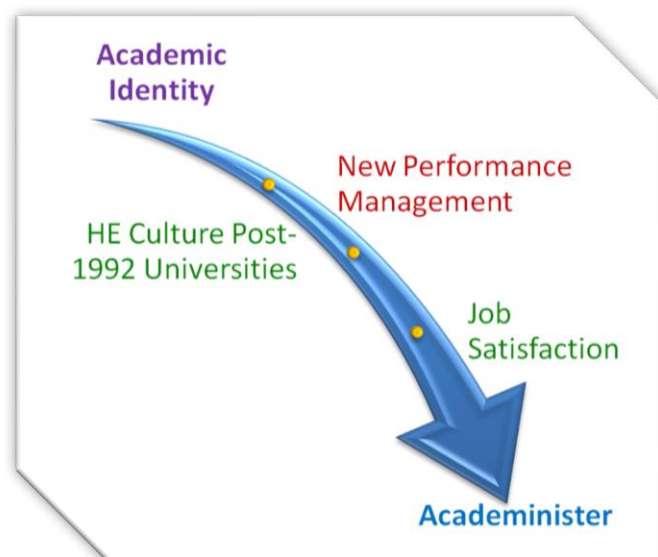 Academic
Identity
New Performance
Management
HE Culture Post-
1992 Universities
Job
Satisfaction
Academinister